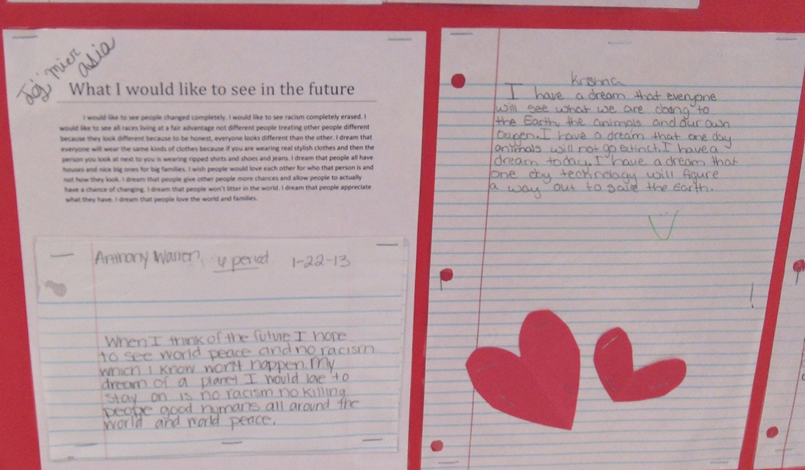 asia
What I would like to see in the future
I would like to see people changed completely. I would like to see racism completely erased. I
would like to see all races living at a fair advantage not different people treating other people different
because they look different because to be honest, everyone looks different than the other. I dream that
everyone will wear the same kinds of clothes because if you are wearing real stylish clothes and then the
person you look at next to you is wearing ripped shirts and shoes and jeans. I dream that people all have
houses and nice big ones for big families. I wish people would love each other for who that person is and
not how they look. I dream that people give other people more chances and allow people to actually
have a chance of changing. I dream that people won't litter in the world. I dream that people appreciate
what they have. I dream that people love the world and families.
Anthony Warren, 4 period 1-22-13
When I think of the future I hope
to see world peace and no racism
which I know won't happen. My
dream of a planet I would love to
stay on is no racism no killing
people good humans all around the
world and world peace.
Krishna
I have a dream that everyone
will see what we are doing to
the Earth, the animals and our own
oxygen. I have a dream that one day
animals will not go extinct. I have a
dream today. I have a dream that
one day technology will figure
a way out to save the Earth.